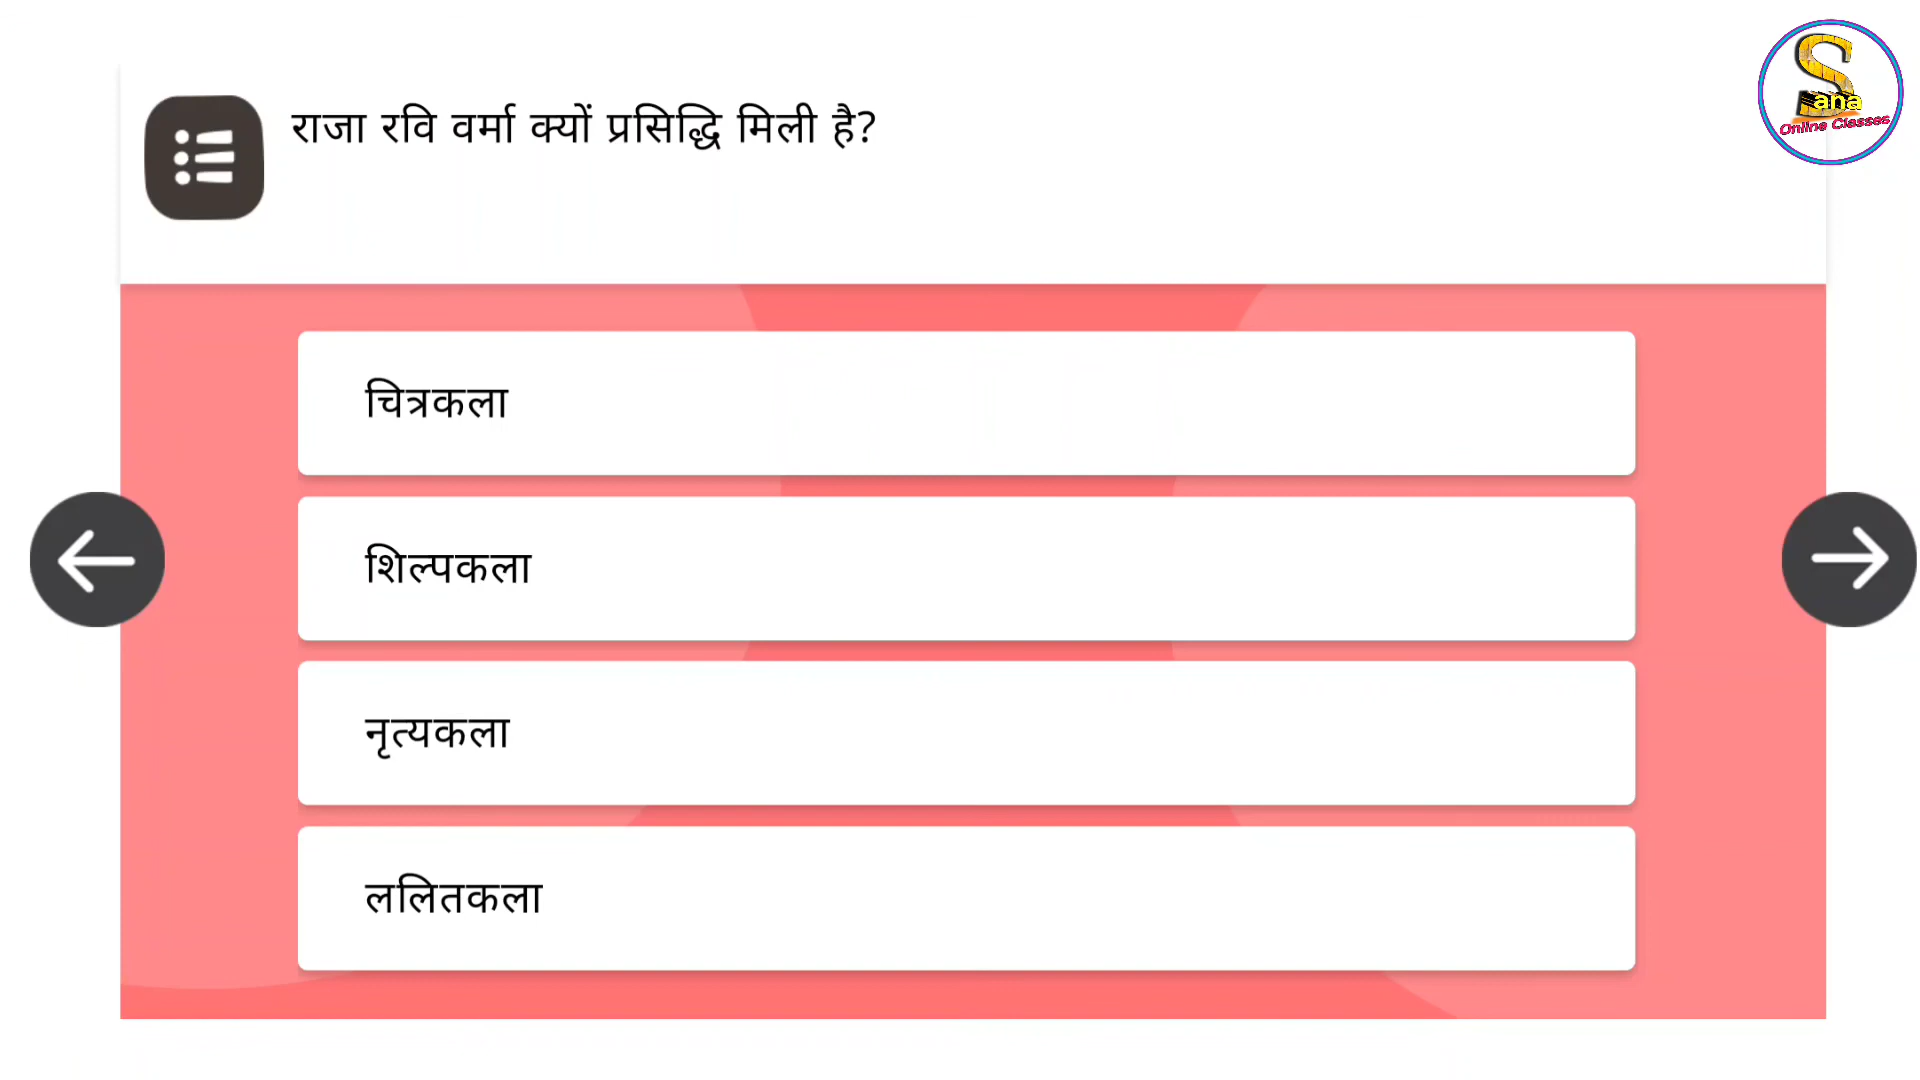 राजा रवि वर्मा क्यों प्रसिद्धि मिली है?
चित्रकला
शिल्पकला
नृत्यकला
ललितकला
Sana
Online Classes